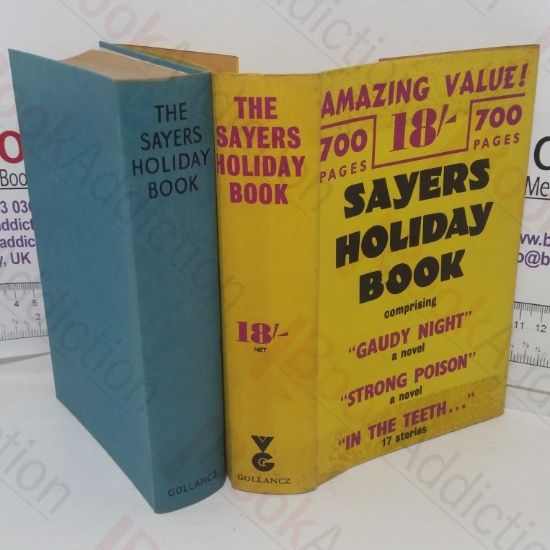 THE
SAYERS
HOLIDAY
BOOK
GOLLANCZ
THE
SAYERS
HOLIDAY
BOOK
18/-
NET
VG
GOLLANCZ
AMAZING VALUE!
700
PAGES
18/-
700
PAGES
SAYERS
HOLIDAY
BOOK
comprising
"GAUDY NIGHT"
a novel
"STRONG POISON"
a novel
"IN THE TEETH..."
17 stories